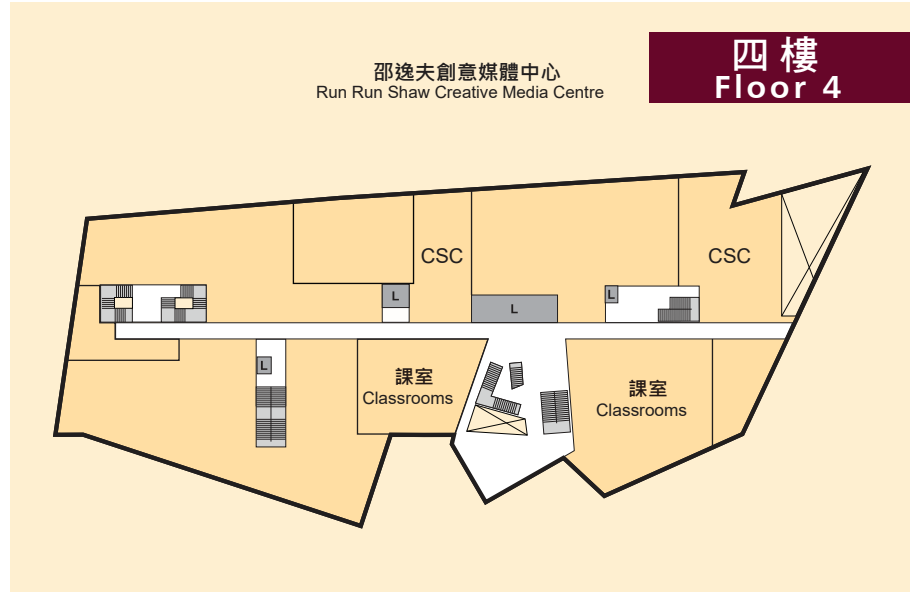 四樓
Floor 4
邵逸夫創意媒體中心
Run Run Shaw Creative Media Centre
CSC
CSC
L
L
L
L
課室
Classrooms
課室
Classrooms